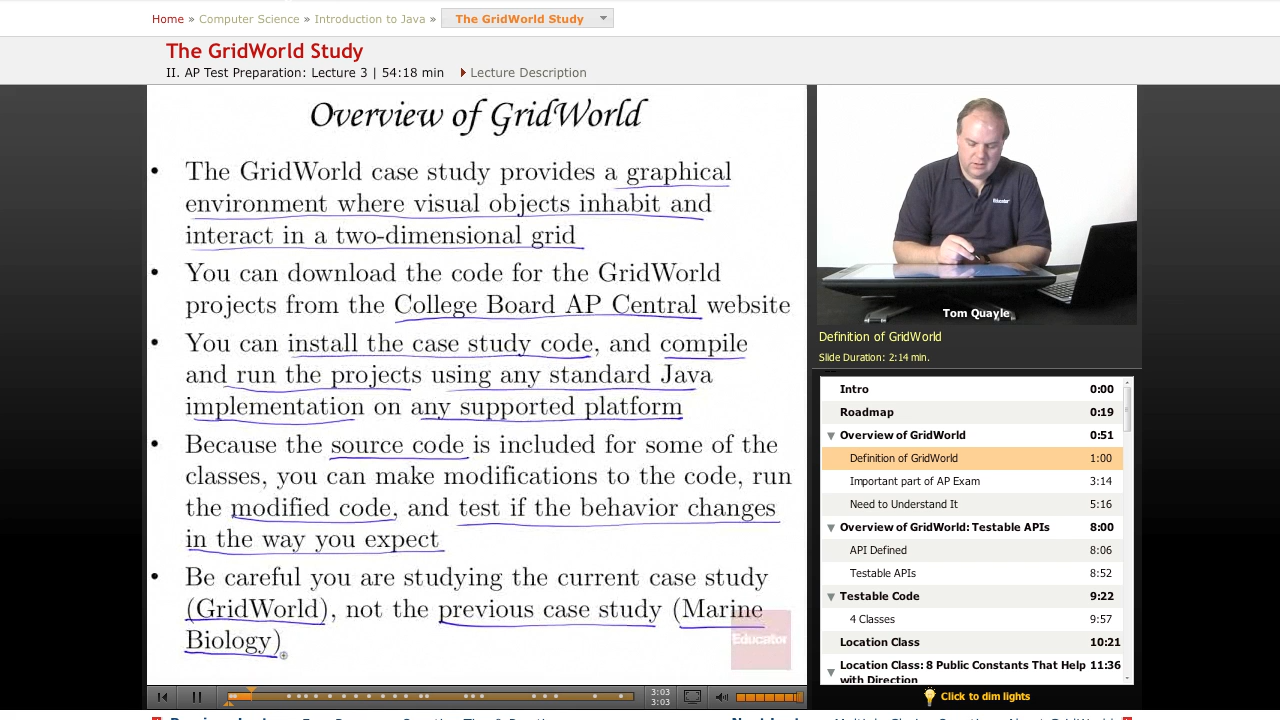 Home » Computer Science » Introduction to Java » The GridWorld Study
The GridWorld Study
II. AP Test Preparation: Lecture 3 | 54:18 min Lecture Description
Overview of GridWorld
• The GridWorld case study provides a graphical
environment where visual objects inhabit and
interact in a two-dimensional grid
• You can download the code for the GridWorld
projects from the College Board AP Central website
• You can install the case study code, and compile
and run the projects using any standard Java
implementation on any supported platform
• Because the source code is included for some of the
classes, you can make modifications to the code, run
the modified code, and test if the behavior changes
in the way you expect
• Be careful you are studying the current case study
(GridWorld), not the previous case study (Marine
Biology)
Educator
3:03
3:03
Educator
Tom Quayle
Definition of GridWorld
Slide Duration: 2:14 min.
Intro 0:00
Roadmap 0:19
Overview of GridWorld 0:51
Definition of GridWorld 1:00
Important part of AP Exam 3:14
Need to Understand It 5:16
Overview of GridWorld: Testable APIs 8:00
API Defined 8:06
Testable APIs 8:52
Testable Code 9:22
4 Classes 9:57
Location Class 10:21
Location Class: 8 Public Constants That Help 11:36
with Direction
Click to dim lights